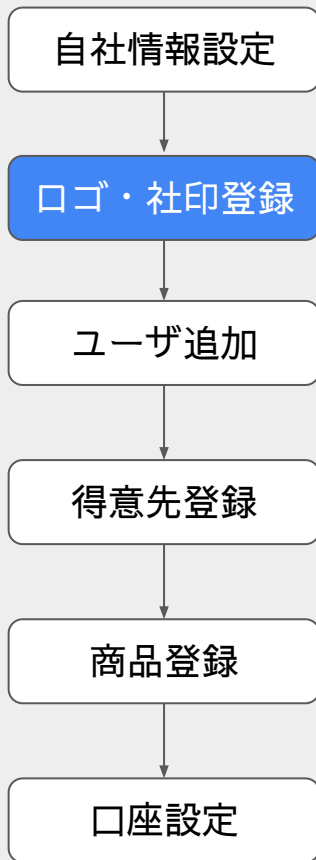 自社情報設定
ロゴ・社印登録
ユーザ追加
得意先登録
商品登録
口座設定